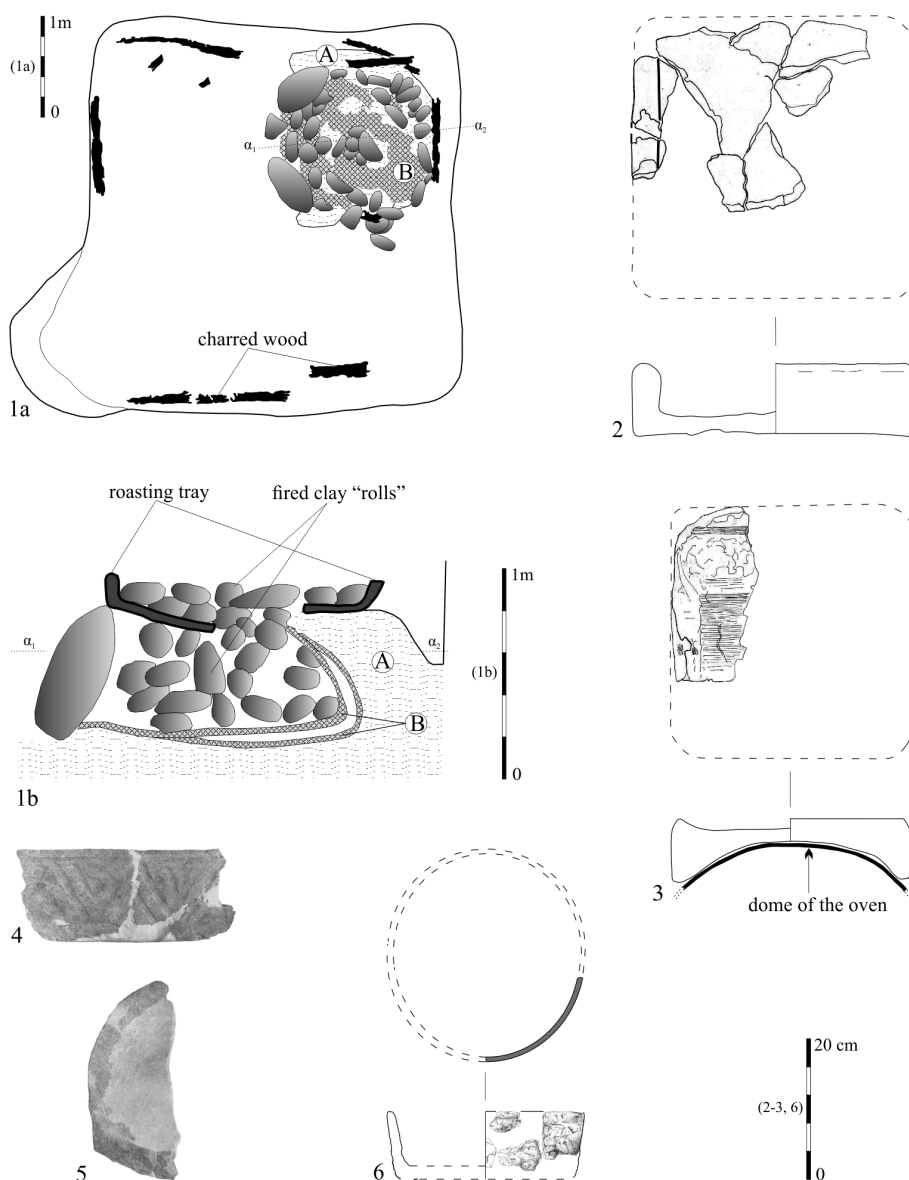 1m
(1a)
0
A
α1
α2
B
charred wood
1a
2
roasting tray
fired clay “rolls”
1m
α1
α2
A
(1b)
B
0
1b
3
dome of the oven
4
5
6
20 cm
(2-3, 6)
0